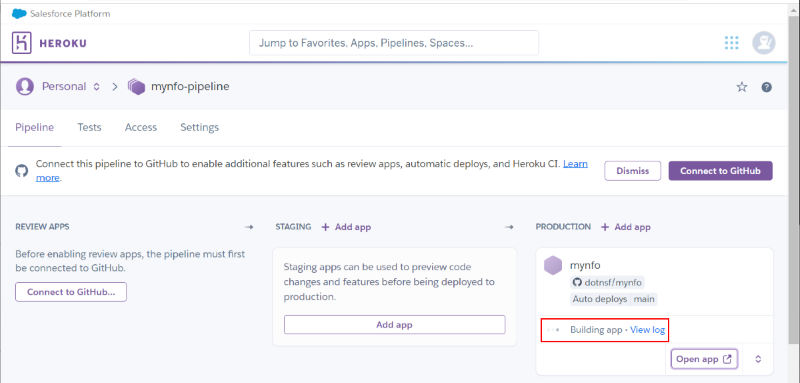 Salesforce Platform
HEROKU
Jump to Favorites, Apps, Pipelines, Spaces...
Personal
mynfo-pipeline
Pipeline Tests Access Settings
Connect this pipeline to GitHub to enable additional features such as review apps, automatic deploys, and Heroku CI. Learn
more.
Dismiss
Connect to GitHub
REVIEW APPS
Before enabling review apps, the pipeline must first
be connected to GitHub.
Connect to GitHub...
STAGING + Add app
Staging apps can be used to preview code
changes and features before being deployed to
production.
Add app
PRODUCTION + Add app
mynfo
dotnsf/mynfo
Auto deploys main
Building app • View log
Open app